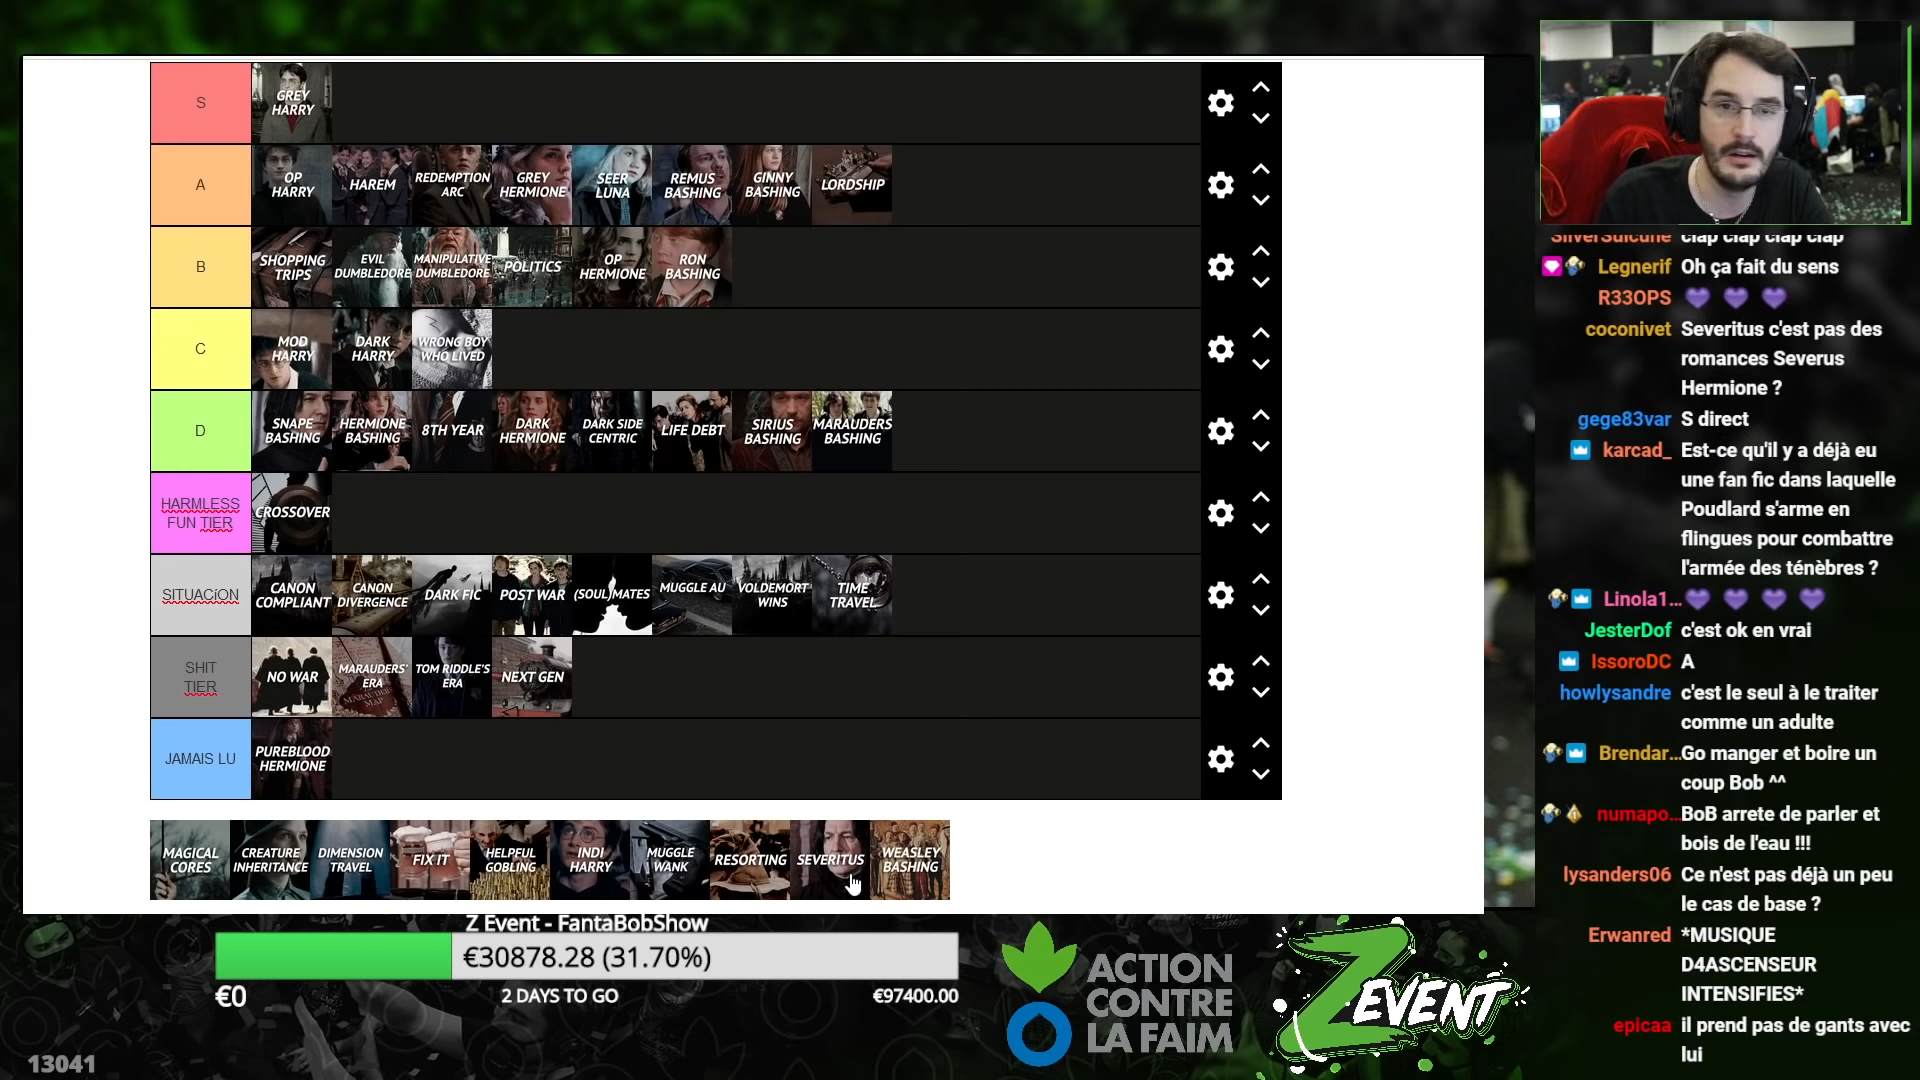 S
GREY
HARRY
A
OP
HARRY
HAREM
REDEMPTION
ARC
GREY
HERMIONE
SEER
LUNA
REMUS
BASHING
GINNY
BASHING
LORDSHIP
B
SHOPPING
TRIPS
EVIL
DUMBLEDORE
MANIPULATIVE
DUMBLEDORE
POLITICS
OP
HERMIONE
RON
BASHING
C
MOD
HARRY
DARK
HARRY
WRONG BOY
WHO LIVED
D
SNAPE
BASHING
HERMIONE
BASHING
8TH YEAR
DARK
HERMIONE
DARK SIDE
CENTRIC
LIFE DEBT
SIRIUS
BASHING
MARAUDERS
BASHING
HARMLESS
FUN TIER
CROSSOVER
SITUACiON
CANON
COMPLIANT
CANON
DIVERGENCE
DARK FIC
POST WAR
(SOUL)MATES
MUGGLE AU
VOLDEMORT
WINS
TIME
TRAVEL
SHIT
TIER
NO WAR
MARAUDERS'
ERA
TOM RIDDLE'S
ERA
NEXT GEN
JAMAIS LU
PUREBLOOD
HERMIONE
MAGICAL
CORES
CREATURE
INHERITANCE
DIMENSION
TRAVEL
FIX IT
HELPFUL
GOBLING
INDI
HARRY
MUGGLE
WANK
RESORTING
SEVERITUS
WEASLEY
BASHING
SilverSuicune clap clap clap clap
Legnerif Oh ça fait du sens
R33OPS
coconivet Severitus c'est pas des
romances Severus
Hermione ?
gege83var S direct
karcad_ Est-ce qu'il y a déjà eu
une fan fic dans laquelle
Poudlard s'arme en
flingues pour combattre
l'armée des ténèbres ?
Linola1...
JesterDof c'est ok en vrai
IssoroDC A
howlysandre c'est le seul à le traiter
comme un adulte
Brendar... Go manger et boire un
coup Bob ^^
numapo... BoB arrete de parler et
bois de l'eau !!!
lysanders06 Ce n'est pas déjà un peu
le cas de base ?
Erwanred *MUSIQUE
D4ASCENSEUR
INTENSIFIES*
epicaa il prend pas de gants avec
lui
Z Event - FantaBobShow
€30878.28 (31.70%)
€0
2 DAYS TO GO
€97400.00
ACTION
CONTRE
LA FAIM
ZEVENT
13041